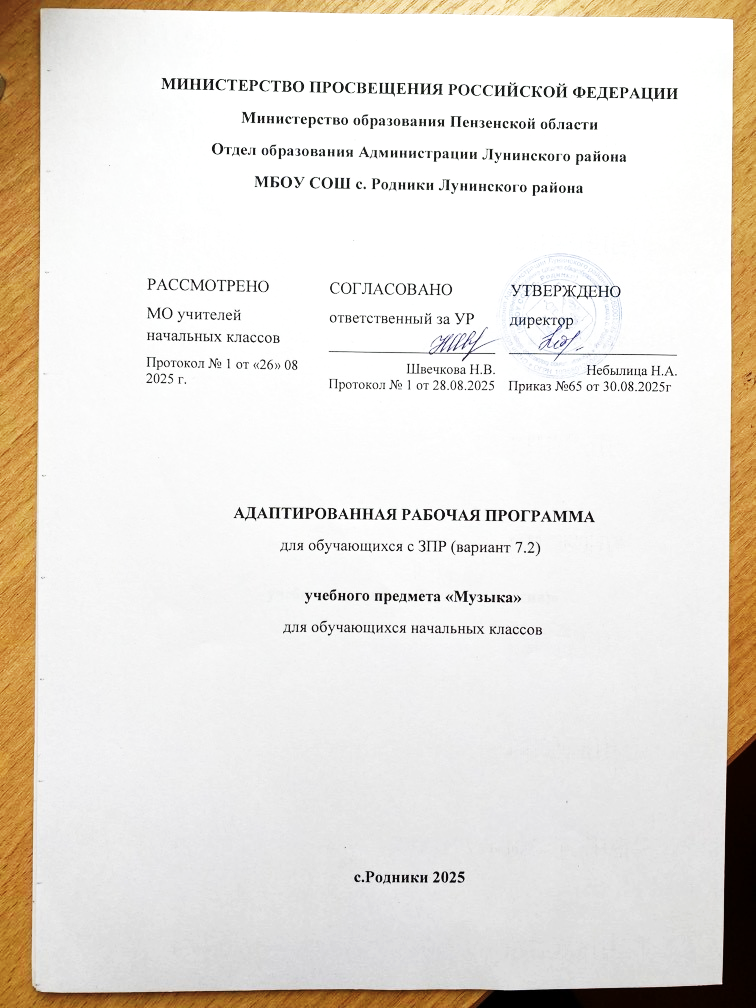 МИНИСТЕРСТВО ПРОСВЕЩЕНИЯ РОССИЙСКОЙ ФЕДЕРАЦИИ
Министерство образования Пензенской области
Отдел образования Администрации Лунинского района
МБОУ СОШ с. Родники Лунинского района
РАССМОТРЕНО
МО учителей
начальных классов
Протокол № 1 от «26» 08
2025 г.
СОГЛАСОВАНО
ответственный за УР
Швечкова Н.В.
Протокол № 1 от 28.08.2025
УТВЕРЖДЕНО
директор
Небылица Н.А.
Приказ №65 от 30.08.2025г
АДАПТИРОВАННАЯ РАБОЧАЯ ПРОГРАММА
для обучающихся с ЗПР (вариант 7.2)
учебного предмета «Музыка»
для обучающихся начальных классов
с.Родники 2025